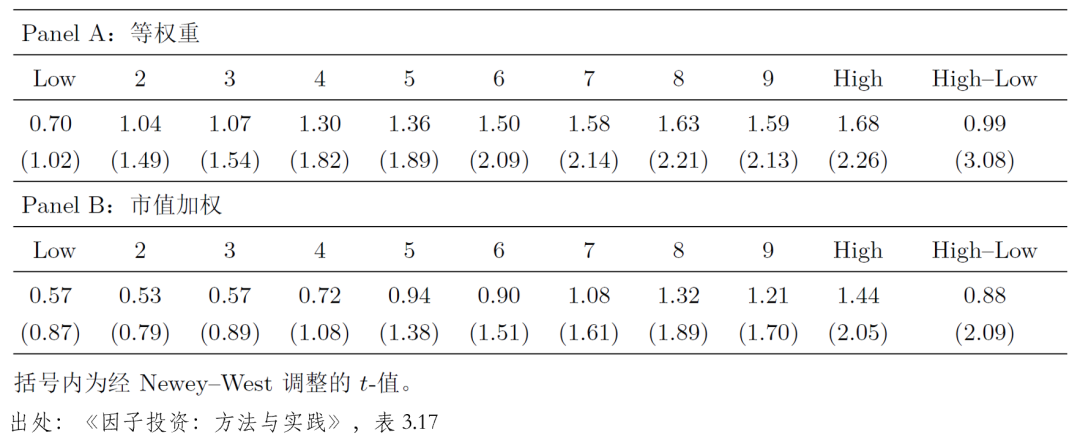 Panel A：等权重
Low 2 3 4 5 6 7 8 9 High High–Low
0.70 1.04 1.07 1.30 1.36 1.50 1.58 1.63 1.59 1.68 0.99
(1.02) (1.49) (1.54) (1.82) (1.89) (2.09) (2.14) (2.21) (2.13) (2.26) (3.08)
Panel B：市值加权
Low 2 3 4 5 6 7 8 9 High High–Low
0.57 0.53 0.57 0.72 0.94 0.90 1.08 1.32 1.21 1.44 0.88
(0.87) (0.79) (0.89) (1.08) (1.38) (1.51) (1.61) (1.89) (1.70) (2.05) (2.09)
括号内为经 Newey–West 调整的 t-值。
出处：《因子投资：方法与实践》，表 3.17